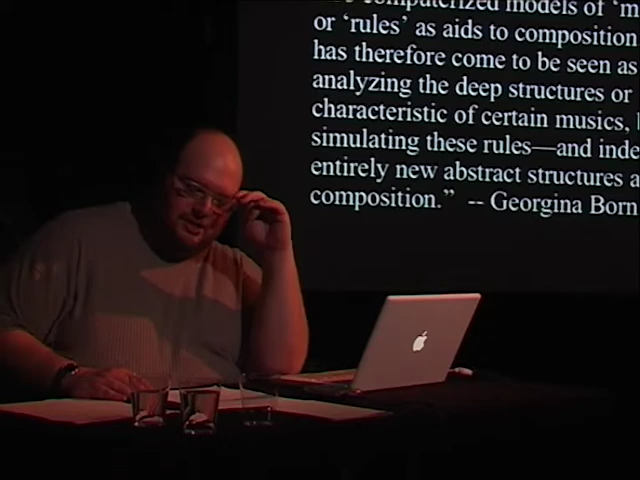 computerized models of ‘m
or ‘rules’ as aids to composition
has therefore come to be seen as
analyzing the deep structures or
characteristic of certain musics,
simulating these rules—and inde
entirely new abstract structures a
composition.” -- Georgina Born